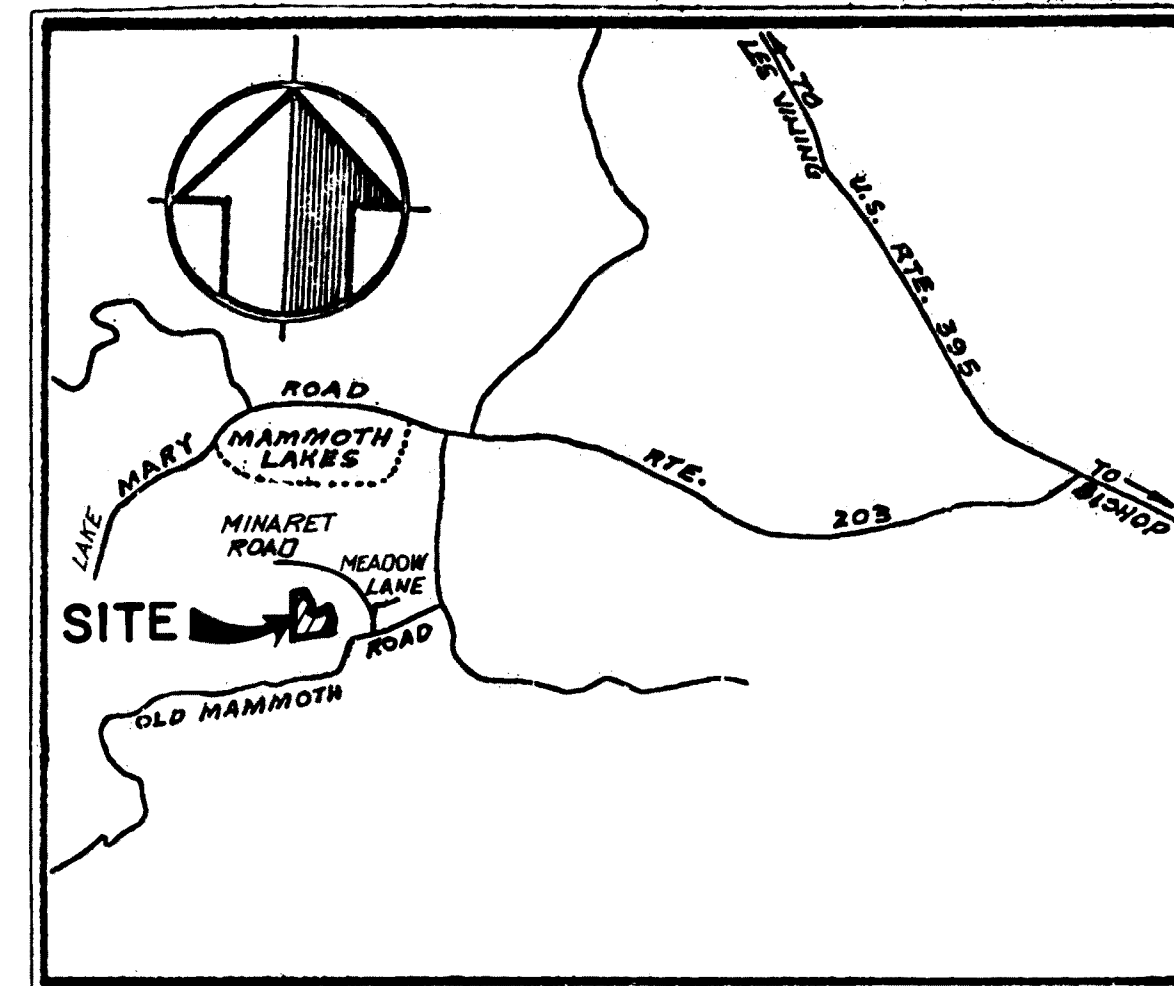 TO
LES VINING
U.S. RTE. 395
ROAD
MAMMOTH
LAKES
LAKE MARY
RTE. 203
TO
BISHOP
MINARET
ROAD
MEADOW
LANE
SITE
ROAD
OLD MAMMOTH